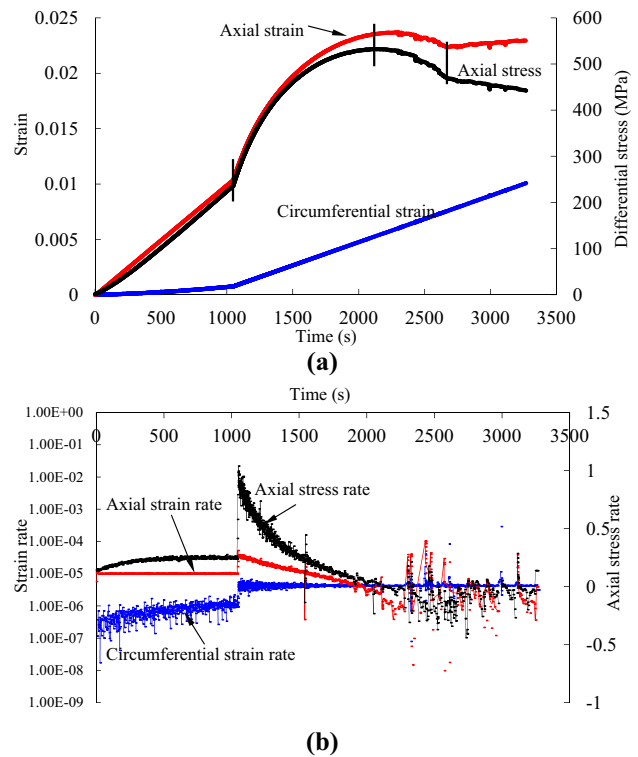 0.025
0.02
0.015
0.01
0.005
0
Strain
600
500
400
300
200
100
0
Differential stress (MPa)
Axial strain
Axial stress
Circumferential strain
0 500 1000 1500 2000 2500 3000 3500
Time (s)
(a)
Time (s)
0 500 1000 1500 2000 2500 3000 3500
1.00E+00
1.00E-01
1.00E-02
1.00E-03
1.00E-04
1.00E-05
1.00E-06
1.00E-07
1.00E-08
1.00E-09
Strain rate
1.5
1
0.5
0
-0.5
-1
Axial stress rate
Axial stress rate
Axial strain rate
Circumferential strain rate
(b)